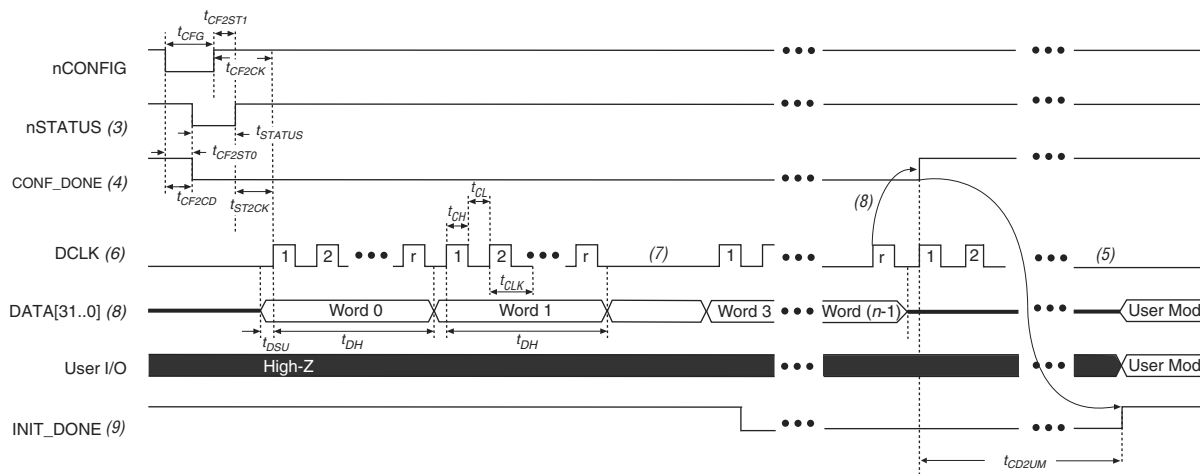 tCF2ST1
tCFG
nCONFIG
tCF2CK
nSTATUS (3)
tSTATUS
tCF2ST0
CONF_DONE (4)
tCF2CD
tST2CK
tCL
tCH
(8)
DCLK (6)
1 2 r 1 2 r (7) 1 r 1 2 (5)
tCLK
DATA[31..0] (8)
Word 0 Word 1 Word 3 Word (n-1) User Mod
tDSU
tDH
tDH
User I/O
High-Z
User Mod
INIT_DONE (9)
tCD2UM